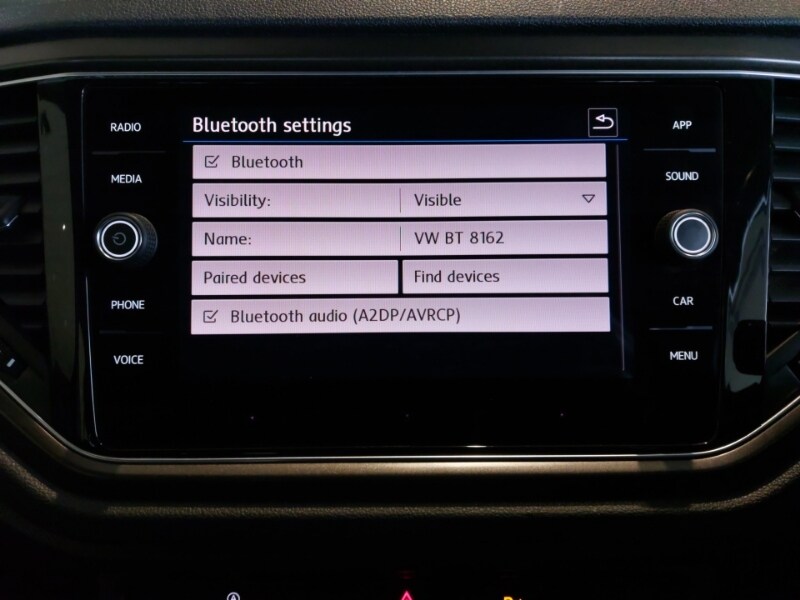 RADIO
MEDIA
PHONE
VOICE
Bluetooth settings
Bluetooth
Visibility: Visible
Name: VW BT 8162
Paired devices Find devices
Bluetooth audio (A2DP/AVRCP)
APP
SOUND
CAR
MENU